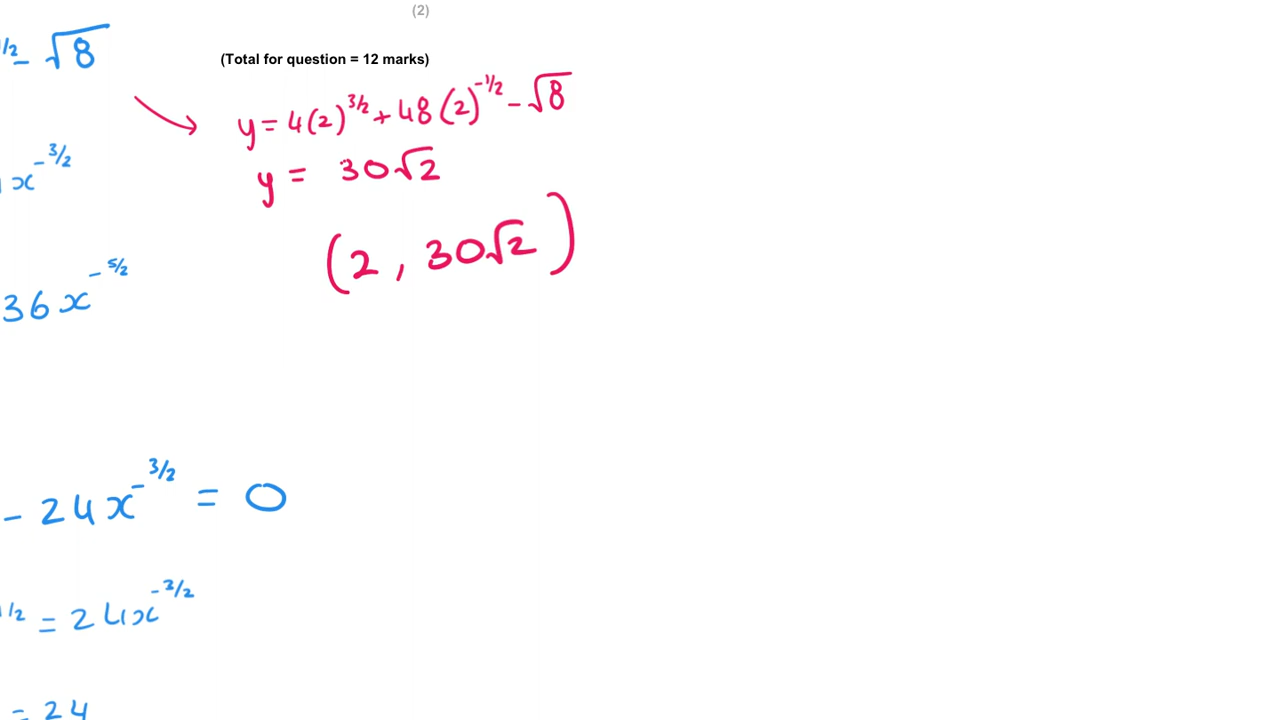 (2)
1/2 - √8
(Total for question = 12 marks)
y = 4(2)^3/2 + 48(2)^-1/2 - √8
x^-3/2
y = 30√2
(2, 30√2)
36x^-5/2
- 24x^-3/2 = 0
1/2 = 24x^-3/2
= 24